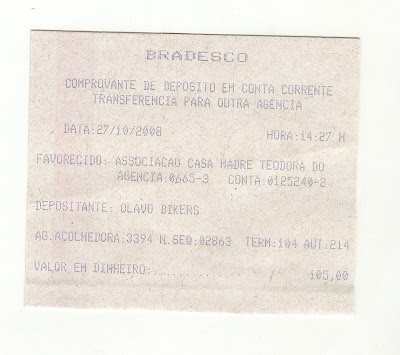 BRADESCO
COMPROVANTE DE DEPOSITO EM CONTA CORRENTE
TRANSFERENCIA PARA OUTRA AGENCIA
DATA:27/10/2008 HORA:14:27 H
FAVORECIDO: ASSOCIACAO CASA MADRE TEODORA DO
AGENCIA:0665-3 CONTA:0125240-2
DEPOSITANTE: OLAVO BIKERS
AG.ACOLHEDORA:3394 N.SEQ:02863 TERM:104 AUT:214
VALOR EM DINHEIRO:........... 105,00